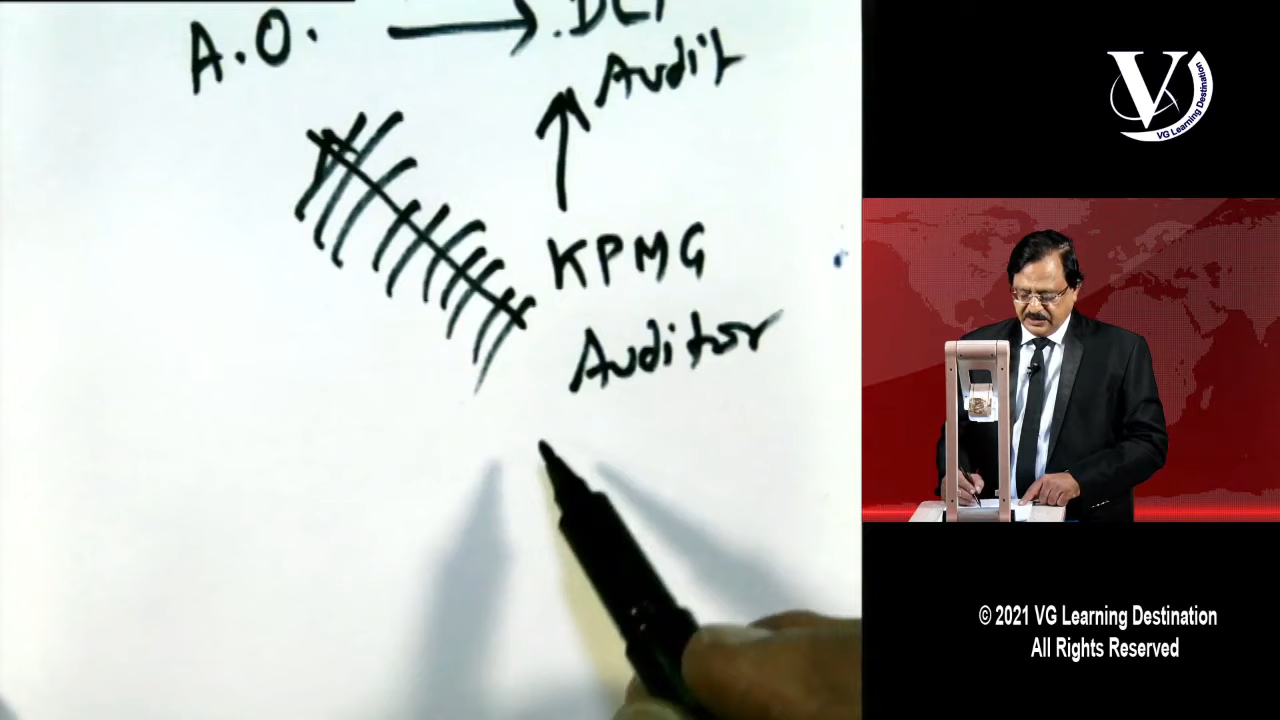 A.O.
Audit
KPMG
Auditor
V
VG Learning Destination
© 2021 VG Learning Destination
All Rights Reserved